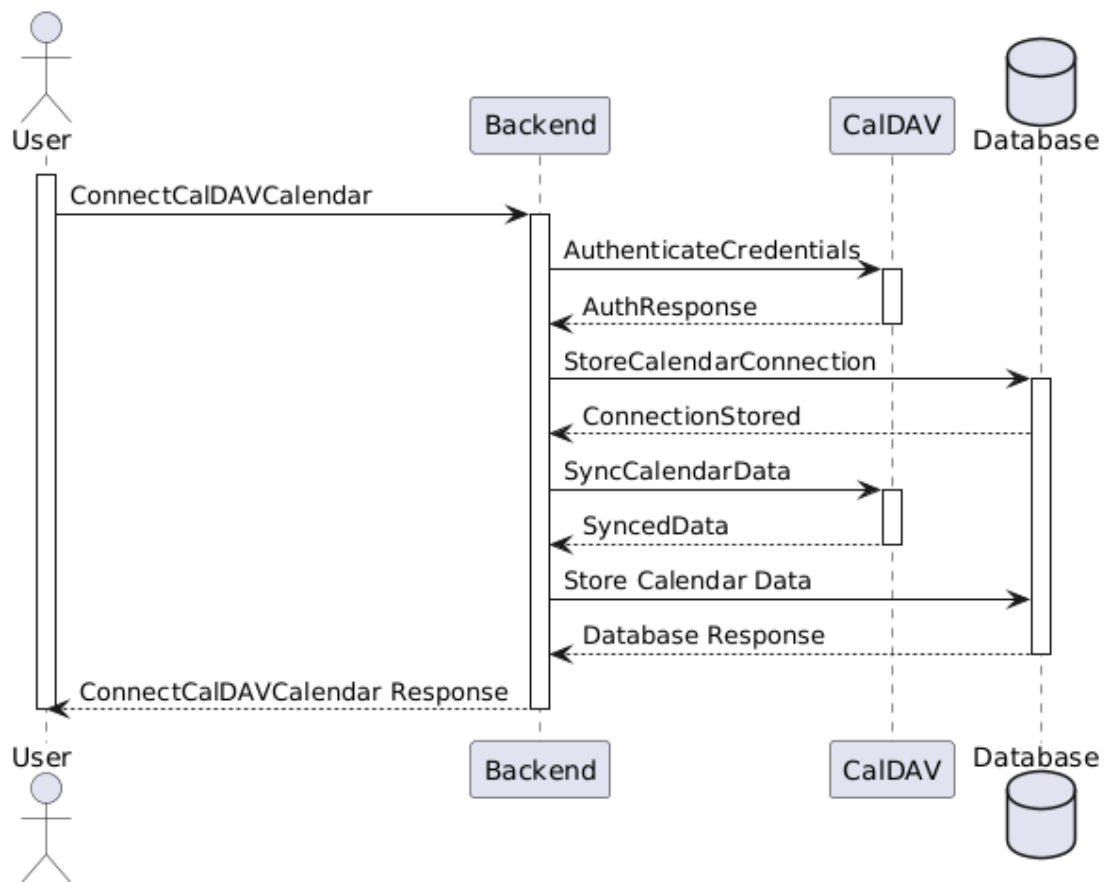 User
Backend
CalDAV
Database
ConnectCalDAVCalendar
AuthenticateCredentials
AuthResponse
StoreCalendarConnection
ConnectionStored
SyncCalendarData
SyncedData
Store Calendar Data
Database Response
ConnectCalDAVCalendar Response
User
Backend
CalDAV
Database